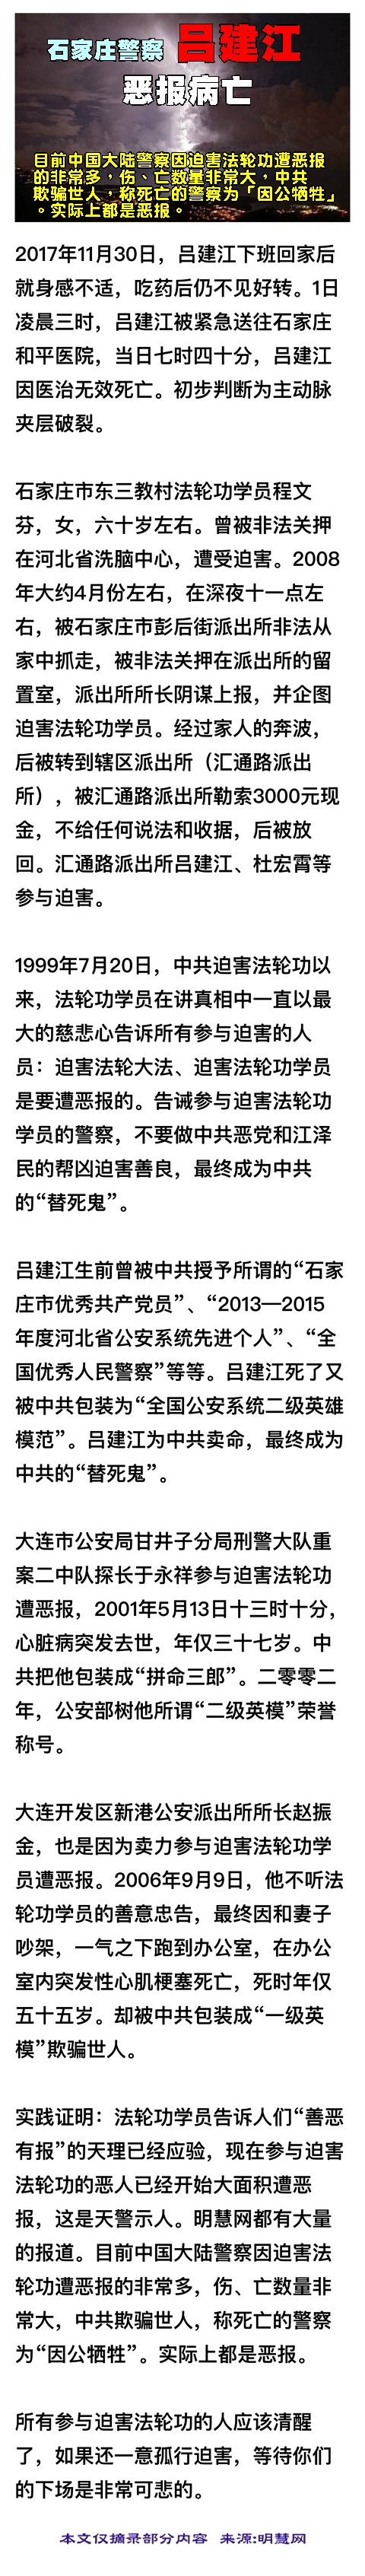 石家庄警察 吕建江
恶报病亡
目前中国大陆警察因迫害法轮功遭恶报
的非常多，伤、亡数量非常大，中共
欺骗世人，称死亡的警察为「因公牺牲」
。实际上都是恶报。
2017年11月30日，吕建江下班回家后
就身感不适，吃药后仍不见好转。1日
凌晨三时，吕建江被紧急送往石家庄
和平医院，当日七时四十分，吕建江
因医治无效死亡。初步判断为主动脉
夹层破裂。
石家庄市东三教村法轮功学员程文
芬，女，六十岁左右。曾被非法关押
在河北省洗脑中心，遭受迫害。2008
年大约4月份左右，在深夜十一点左
右，被石家庄市彭后街派出所非法从
家中抓走，被非法关押在派出所的留
置室，派出所所长阴谋上报，并企图
迫害法轮功学员。经过家人的奔波，
后被转到辖区派出所（汇通路派出
所），被汇通路派出所勒索3000元现
金，不给任何说法和收据，后被放
回。汇通路派出所吕建江、杜宏霄等
参与迫害。
1999年7月20日，中共迫害法轮功以
来，法轮功学员在讲真相中一直以最
大的慈悲心告诉所有参与迫害的人
员：迫害法轮大法、迫害法轮功学员
是要遭恶报的。告诫参与迫害法轮功
学员的警察，不要做中共恶党和江泽
民的帮凶迫害善良，最终成为中共
的“替死鬼”。
吕建江生前曾被中共授予所谓的“石家
庄市优秀共产党员”、“2013—2015
年度河北省公安系统先进个人”、“全
国优秀人民警察”等等。吕建江死了又
被中共包装为“全国公安系统二级英雄
模范”。吕建江为中共卖命，最终成为
中共的“替死鬼”。
大连市公安局甘井子分局刑警大队重
案二中队探长于永祥参与迫害法轮功
遭恶报，2001年5月13日十三时十分，
心脏病突发去世，年仅三十七岁。中
共把他包装成“拼命三郎”。二零零二
年，公安部树他所谓“二级英模”荣誉
称号。
大连开发区新港公安派出所所长赵振
金，也是因为卖力参与迫害法轮功学
员遭恶报。2006年9月9日，他不听法
轮功学员的善意忠告，最终因和妻子
吵架，一气之下跑到办公室，在办公
室内突发性心肌梗塞死亡，死时年仅
五十五岁。却被中共包装成“一级英
模”欺骗世人。
实践证明：法轮功学员告诉人们“善恶
有报”的天理已经应验，现在参与迫害
法轮功的恶人已经开始大面积遭恶
报，这是天警示人。明慧网都有大量
的报道。目前中国大陆警察因迫害法
轮功遭恶报的非常多，伤、亡数量非
常大，中共欺骗世人，称死亡的警察
为“因公牺牲”。实际上都是恶报。
所有参与迫害法轮功的人应该清醒
了，如果还一意孤行迫害，等待你们
的下场是非常可悲的。
本文仅摘录部分内容 来源:明慧网